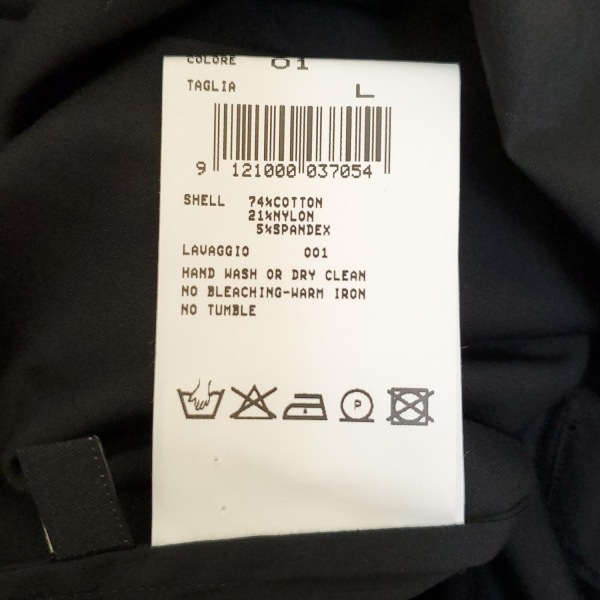 COLORE 01
TAGLIA L
9 121000 037054
SHELL 74%COTTON
21%NYLON
5%SPANDEX
LAVAGGIO 001
HAND WASH OR DRY CLEAN
NO BLEACHING-WARM IRON
NO TUMBLE
P